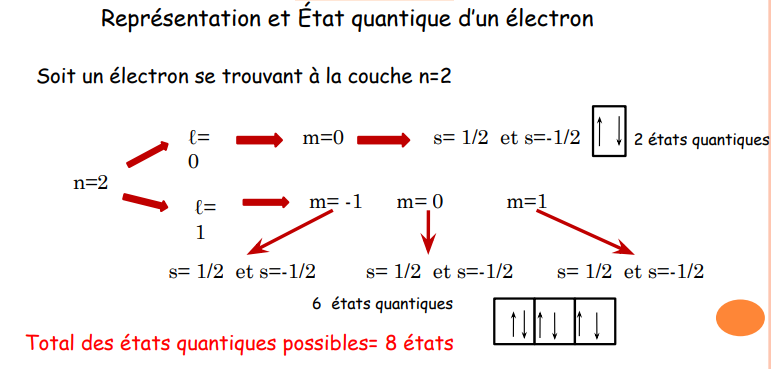 Représentation et État quantique d'un électron
Soit un électron se trouvant à la couche n=2
ℓ=
0
m=0
s= 1/2 et s=-1/2
2 états quantiques
n=2
ℓ=
1
m= -1
m= 0
m=1
s= 1/2 et s=-1/2
s= 1/2 et s=-1/2
s= 1/2 et s=-1/2
6 états quantiques
Total des états quantiques possibles= 8 états